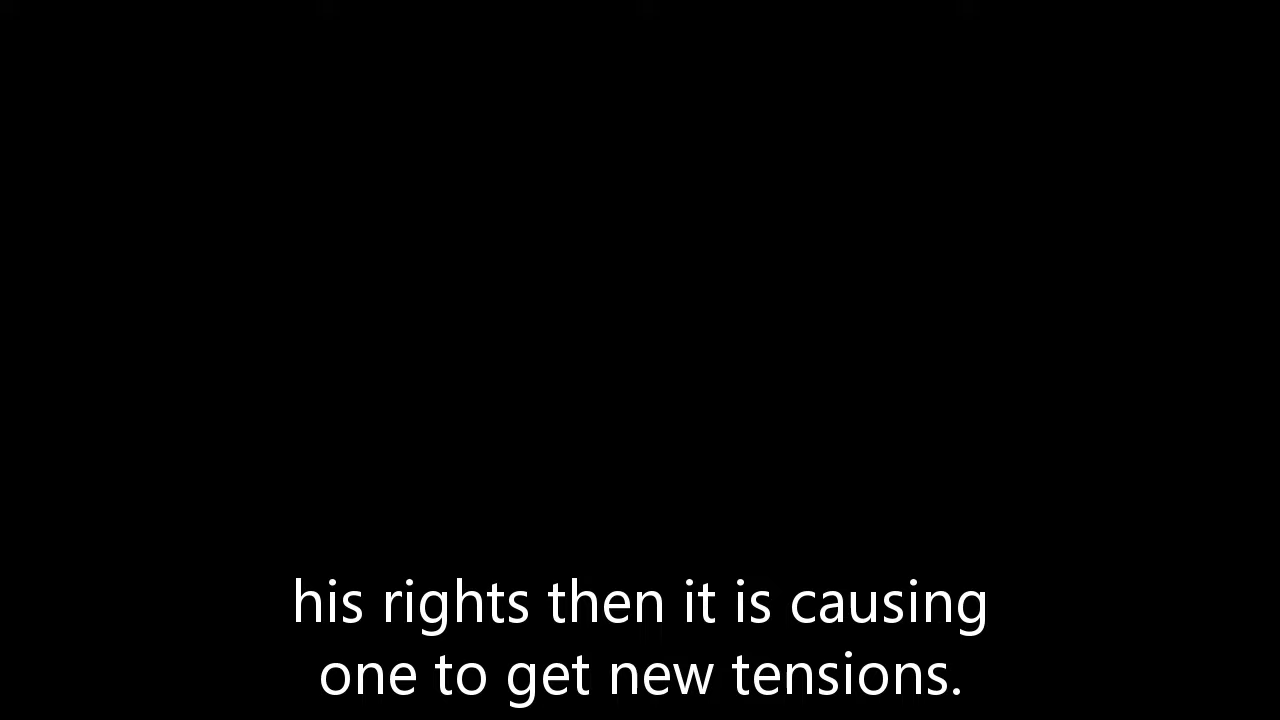 his rights then it is causing
one to get new tensions.